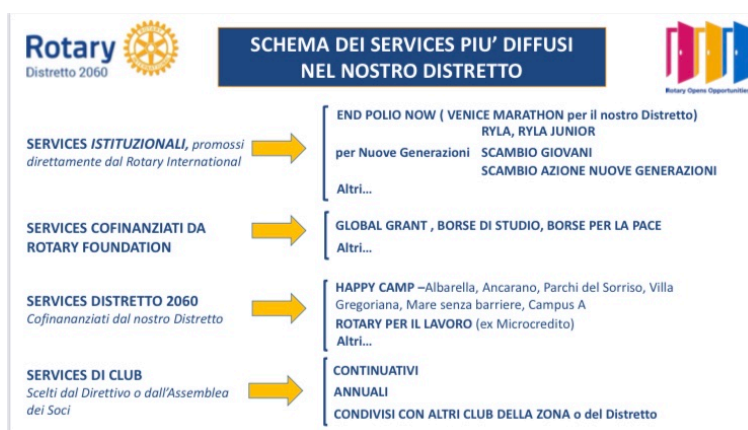 Rotary
Distretto 2060
SCHEMA DEI SERVICES PIU’ DIFFUSI
NEL NOSTRO DISTRETTO
Rotary Opens Opportunities
SERVICES ISTITUZIONALI, promossi
direttamente dal Rotary International
END POLIO NOW ( VENICE MARATHON per il nostro Distretto)
RYLA, RYLA JUNIOR
per Nuove Generazioni SCAMBIO GIOVANI
SCAMBIO AZIONE NUOVE GENERAZIONI
Altri…
SERVICES COFINANZIATI DA
ROTARY FOUNDATION
GLOBAL GRANT , BORSE DI STUDIO, BORSE PER LA PACE
Altri…
SERVICES DISTRETTO 2060
Cofinananziati dal nostro Distretto
HAPPY CAMP –Albarella, Ancarano, Parchi del Sorriso, Villa
Gregoriana, Mare senza barriere, Campus A
ROTARY PER IL LAVORO (ex Microcredito)
Altri…
SERVICES DI CLUB
Scelti dal Direttivo o dall’Assemblea
dei Soci
CONTINUATIVI
ANNUALI
CONDIVISI CON ALTRI CLUB DELLA ZONA o del Distretto